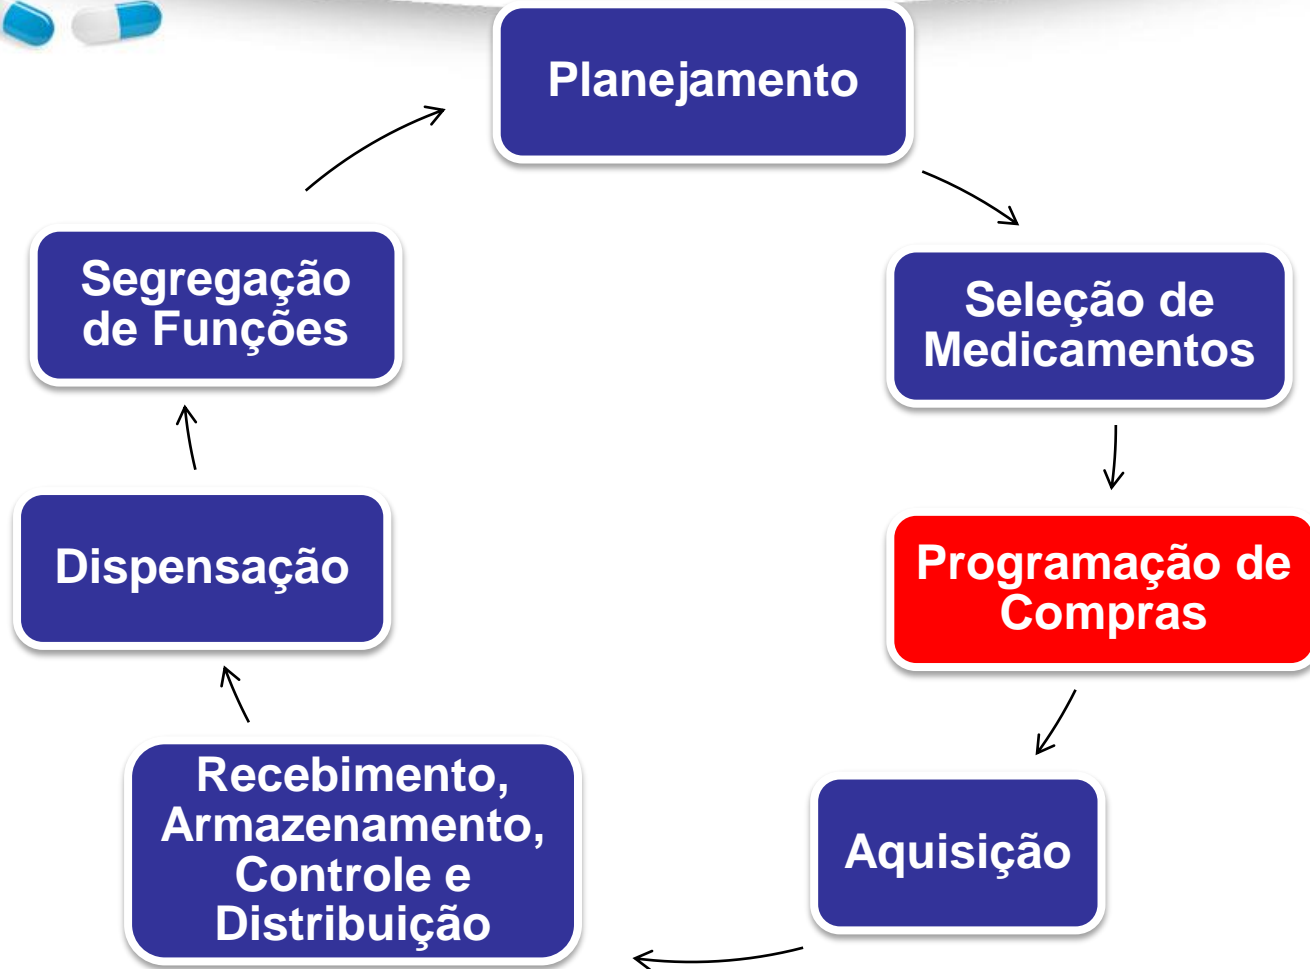 Planejamento
Seleção de
Medicamentos
Programação de
Compras
Aquisição
Recebimento,
Armazenamento,
Controle e
Distribuição
Dispensação
Segregação
de Funções